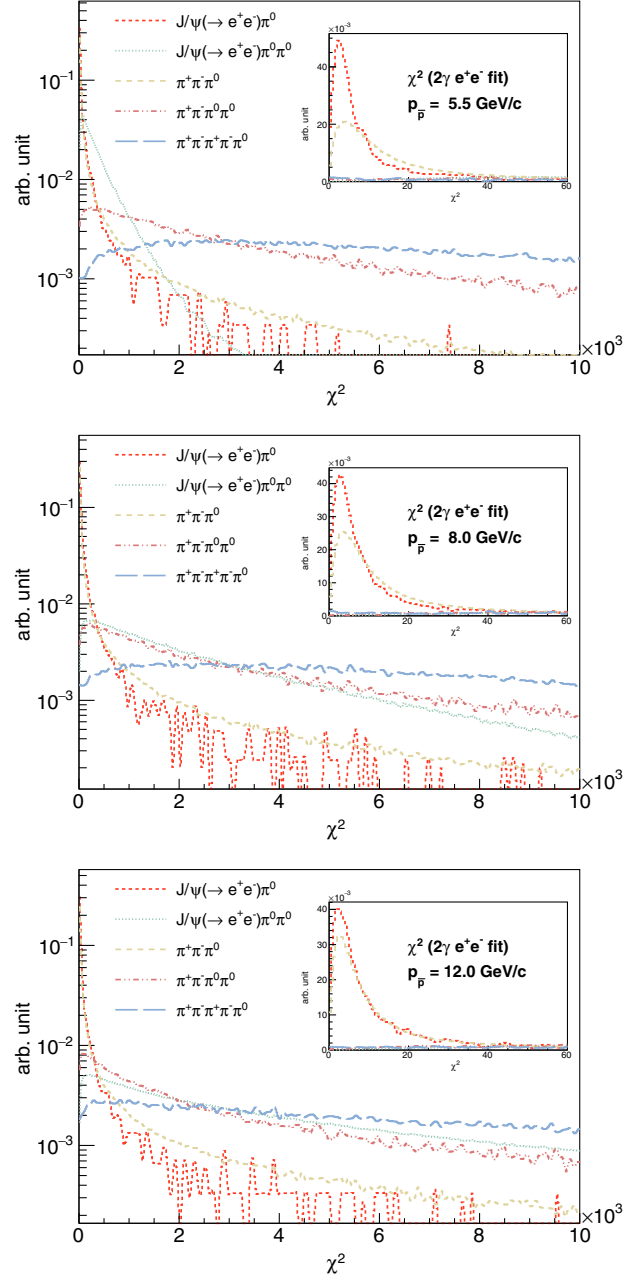 J/ψ(→ e⁺e⁻)π⁰
J/ψ(→ e⁺e⁻)π⁰π⁰
π⁺π⁻π⁰
π⁺π⁻π⁰π⁰
π⁺π⁻π⁺π⁻π⁰
10⁻¹
10⁻²
10⁻³
arb. unit
0 2 4 6 8 10
×10³
χ²
×10⁻³
40
20
0
arb. unit
0 20 40 60
χ²
χ² (2γ e⁺e⁻ fit)
p_p̅ = 5.5 GeV/c
J/ψ(→ e⁺e⁻)π⁰
J/ψ(→ e⁺e⁻)π⁰π⁰
π⁺π⁻π⁰
π⁺π⁻π⁰π⁰
π⁺π⁻π⁺π⁻π⁰
10⁻¹
10⁻²
10⁻³
arb. unit
0 2 4 6 8 10
×10³
χ²
×10⁻³
40
30
20
10
0
arb. unit
0 20 40 60
χ²
χ² (2γ e⁺e⁻ fit)
p_p̅ = 8.0 GeV/c
J/ψ(→ e⁺e⁻)π⁰
J/ψ(→ e⁺e⁻)π⁰π⁰
π⁺π⁻π⁰
π⁺π⁻π⁰π⁰
π⁺π⁻π⁺π⁻π⁰
10⁻¹
10⁻²
10⁻³
arb. unit
0 2 4 6 8 10
×10³
χ²
×10⁻³
40
30
20
10
0
arb. unit
0 20 40 60
χ²
χ² (2γ e⁺e⁻ fit)
p_p̅ = 12.0 GeV/c